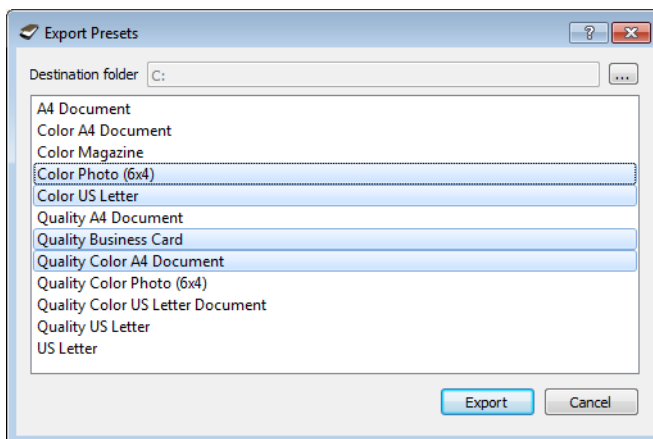 Export Presets
Destination folder C: ...
A4 Document
Color A4 Document
Color Magazine
Color Photo (6x4)
Color US Letter
Quality A4 Document
Quality Business Card
Quality Color A4 Document
Quality Color Photo (6x4)
Quality Color US Letter Document
Quality US Letter
US Letter
Export Cancel